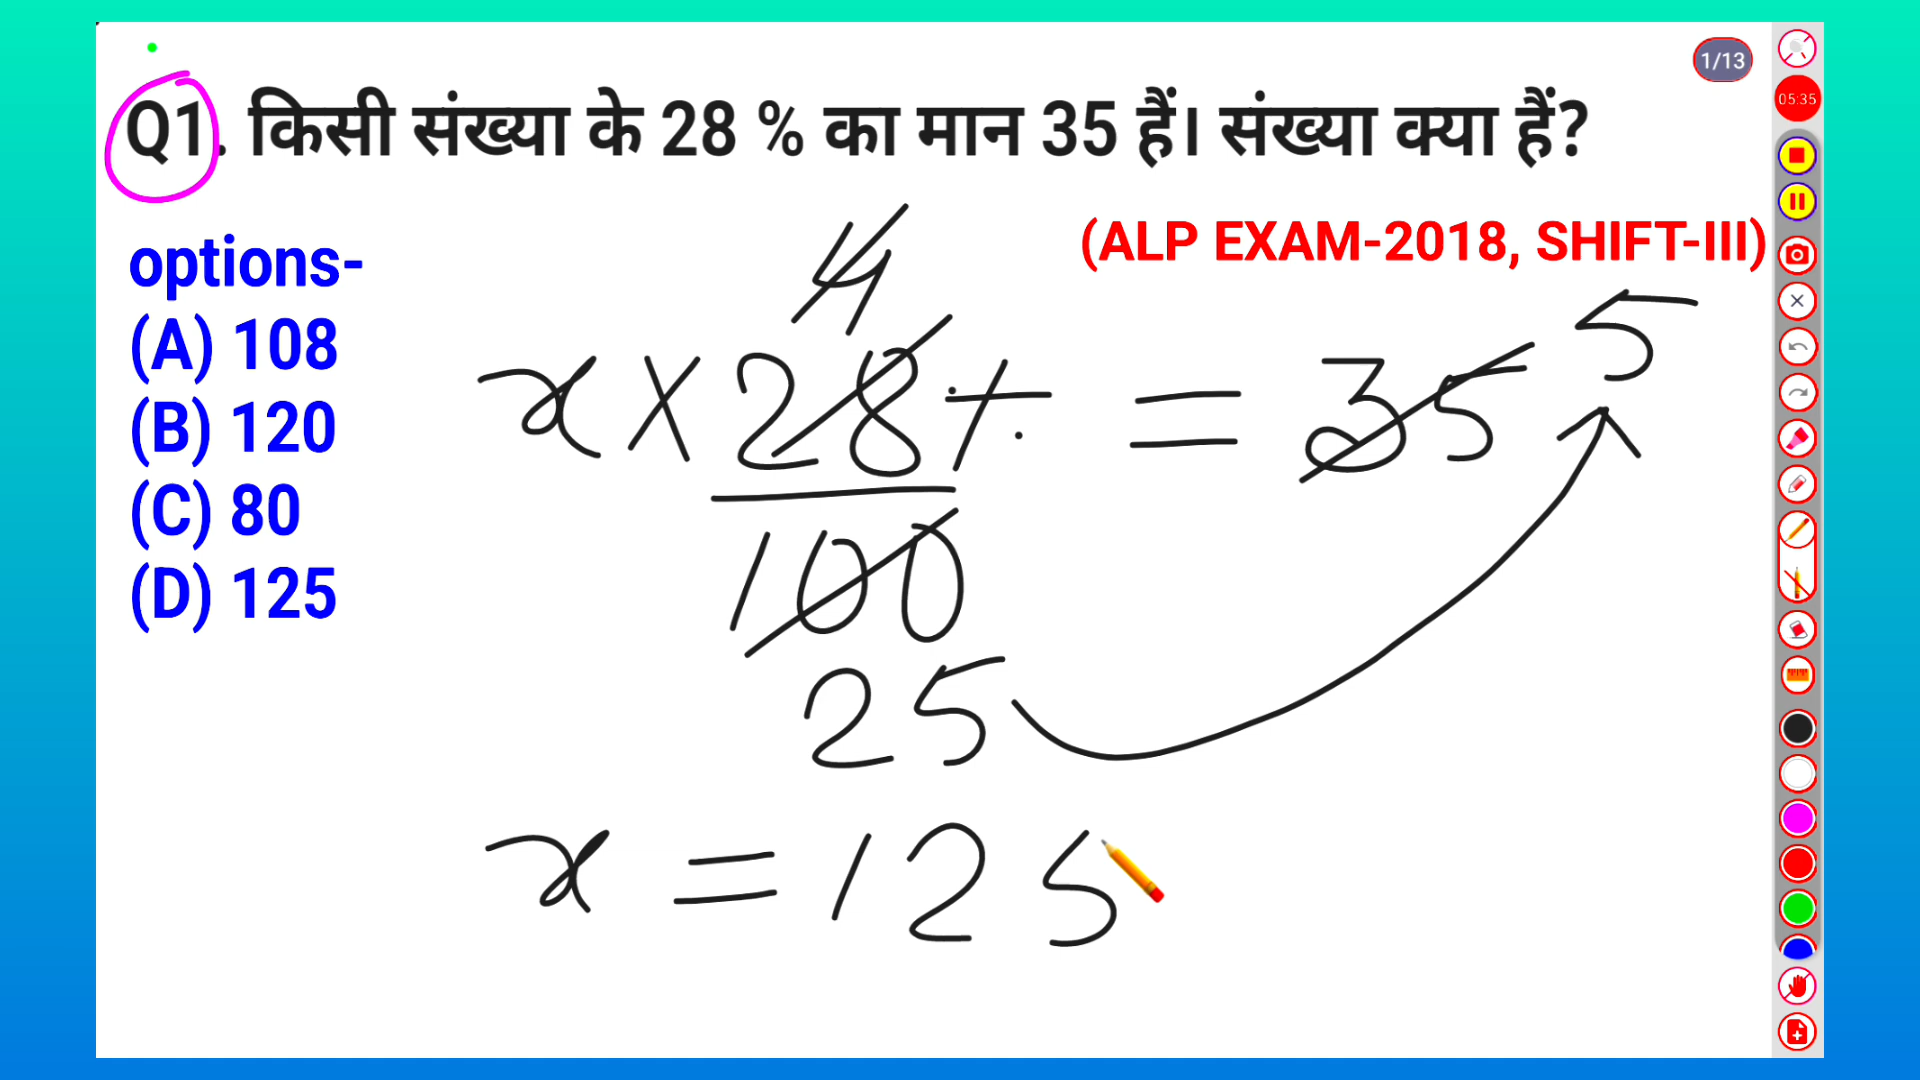 1/13
05:35
Q1. किसी संख्या के 28 % का मान 35 हैं। संख्या क्या हैं?
(ALP EXAM-2018, SHIFT-III)
options-
(A) 108
(B) 120
(C) 80
(D) 125
4
5
x × 28 % = 35
100
25
x = 125